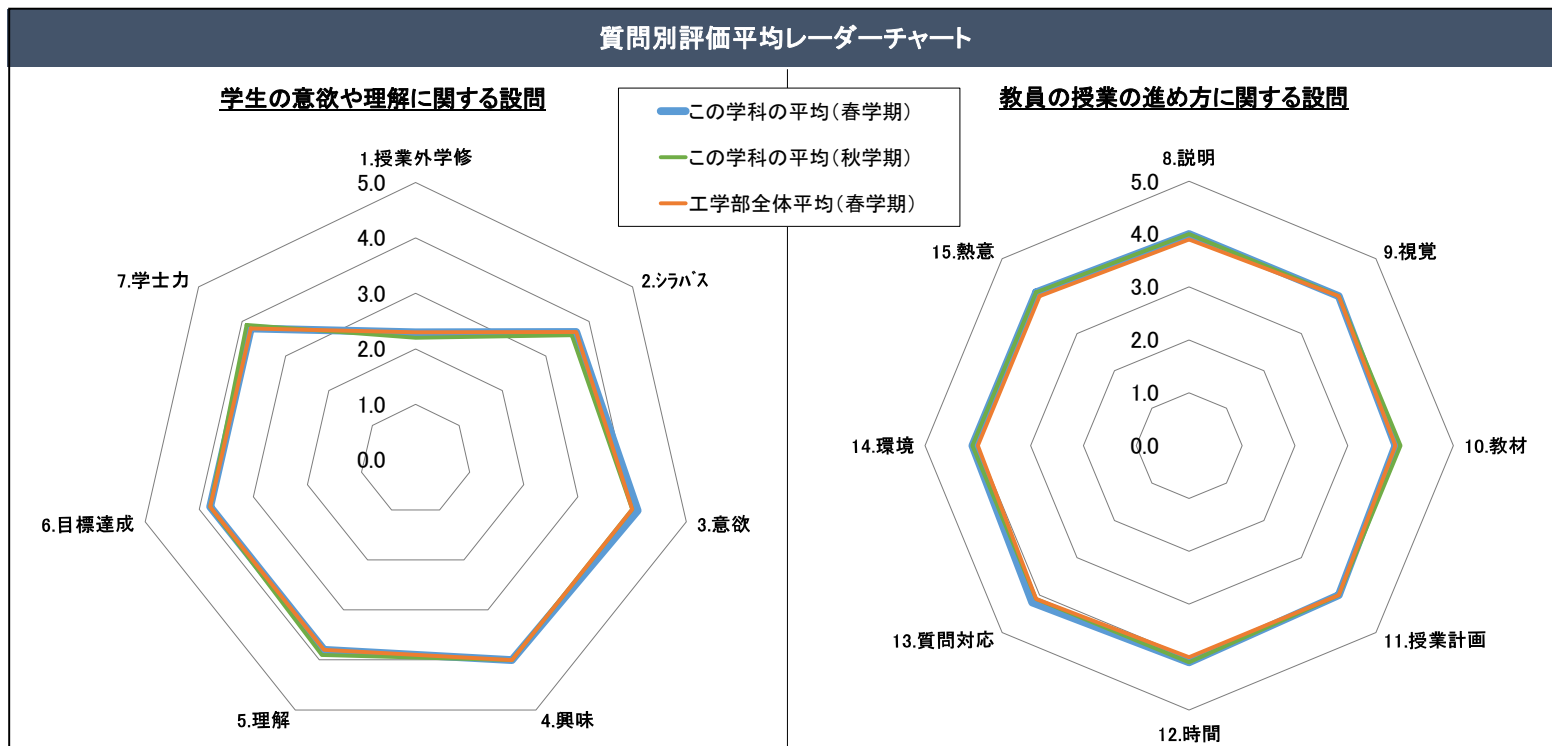 質問別評価平均レーダーチャート
学生の意欲や理解に関する設問
この学科の平均(春学期)
この学科の平均(秋学期)
工学部全体平均(春学期)
教員の授業の進め方に関する設問
1.授業外学修
2.シラバス
3.意欲
4.興味
5.理解
6.目標達成
7.学士力
5.0
4.0
3.0
2.0
1.0
0.0
8.説明
9.視覚
10.教材
11.授業計画
12.時間
13.質問対応
14.環境
15.熱意
5.0
4.0
3.0
2.0
1.0
0.0